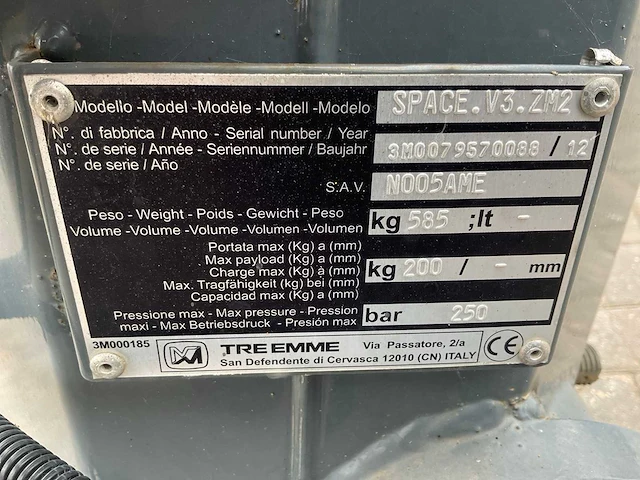 Modello -Model -Modèle -Modell -Modelo SPACE.V3.ZM2
N°. di fabbrica / Anno - Serial number / Year
N°. de serie / Année - Seriennummer / Baujahr 3M0079570088 / 12
N°. de serie / Año
S.A.V. N005AME
Peso - Weight - Poids - Gewicht - Peso
Volume -Volume -Volume -Volumen -Volumen kg 585 ;lt -
Portata max (Kg) a (mm)
Max payload (Kg) a (mm)
Charge max (Kg) à (mm) kg 200 / - mm
Max. Tragfähigkeit (kg) bei (mm)
Capacidad max (Kg) a (mm)
Pressione max - Max pressure - Pression
maxi - Max Betriebsdruck - Presión max bar 250
3M000185
M TRE EMME Via Passatore, 2/a
San Defendente di Cervasca 12010 (CN) ITALY CE